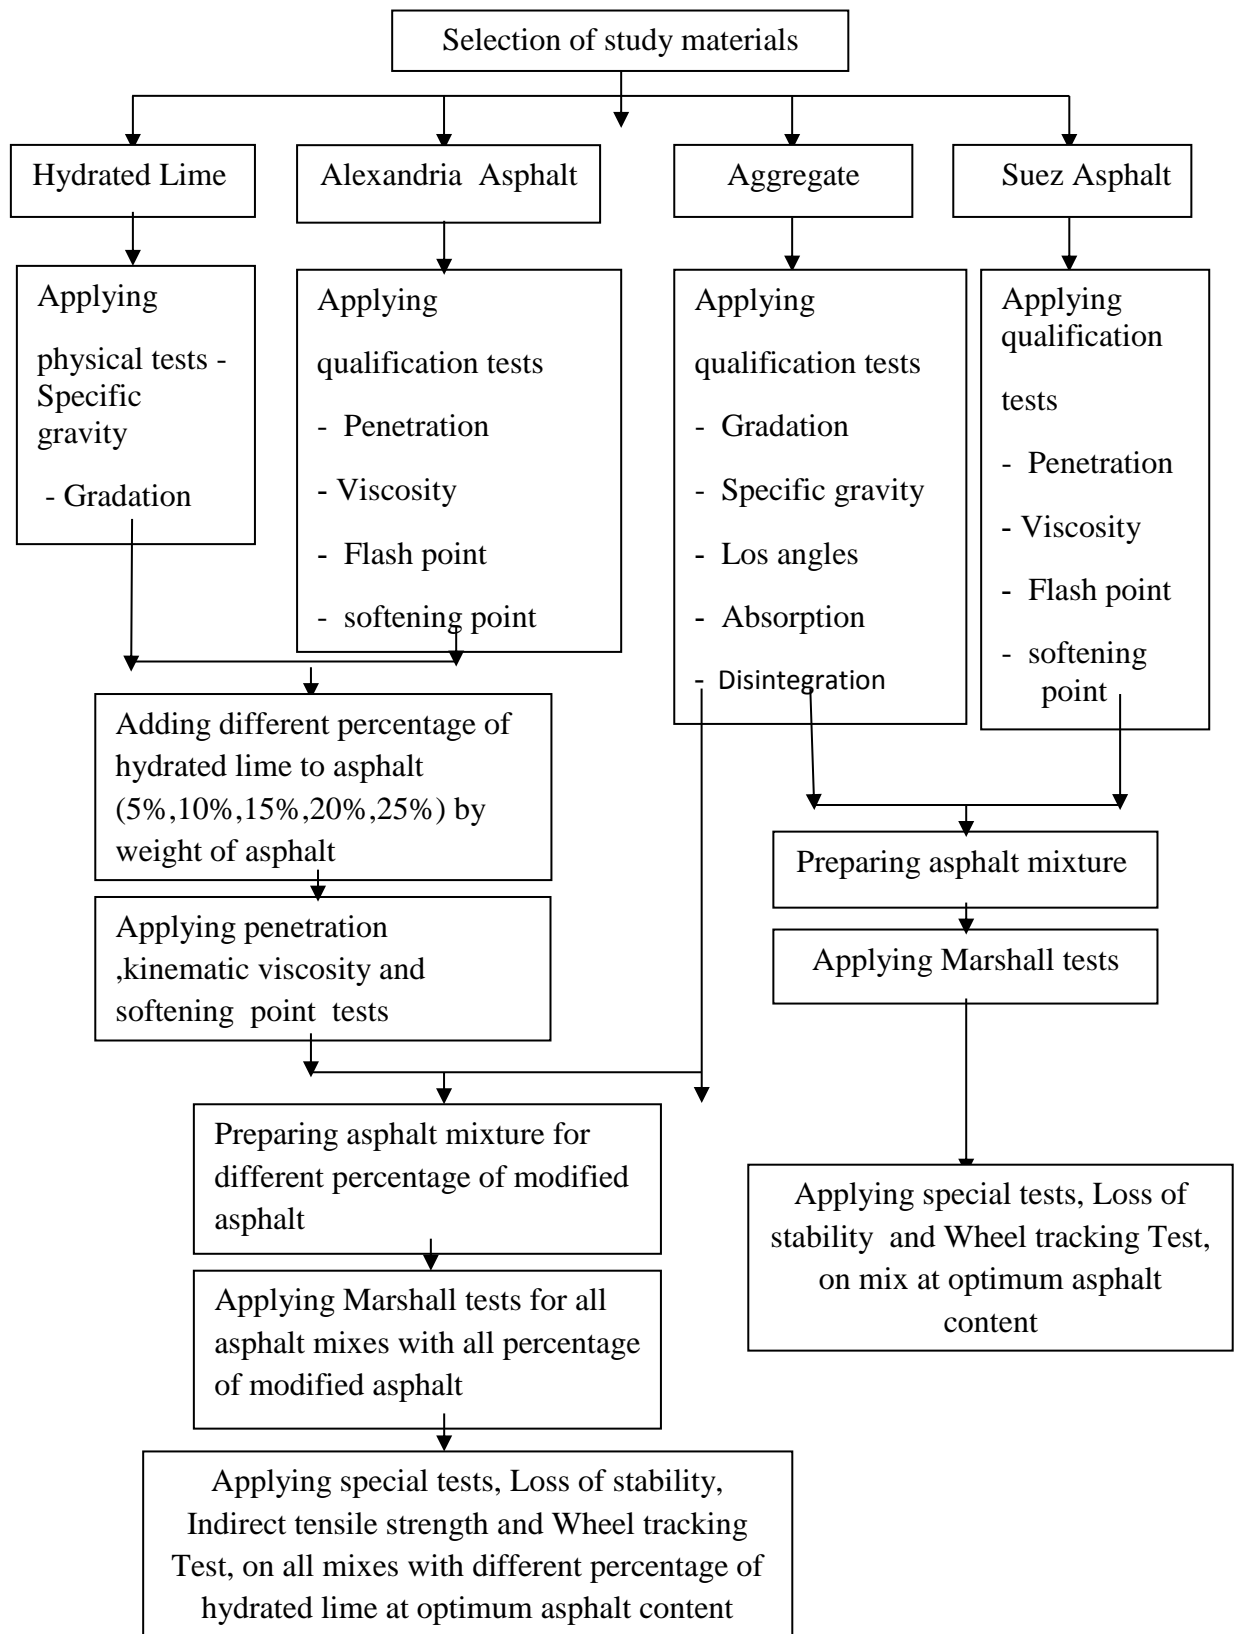 Selection of study materials
Hydrated Lime
Alexandria Asphalt
Aggregate
Suez Asphalt
Applying
physical tests -
Specific
gravity
- Gradation
Applying
qualification tests
- Penetration
- Viscosity
- Flash point
- softening point
Applying
qualification tests
- Gradation
- Specific gravity
- Los angles
- Absorption
- Disintegration
Applying
qualification
tests
- Penetration
- Viscosity
- Flash point
- softening
point
Adding different percentage of
hydrated lime to asphalt
(5%,10%,15%,20%,25%) by
weight of asphalt
Applying penetration
,kinematic viscosity and
softening point tests
Preparing asphalt mixture
Applying Marshall tests
Preparing asphalt mixture for
different percentage of modified
asphalt
Applying special tests, Loss of
stability and Wheel tracking Test,
on mix at optimum asphalt
content
Applying Marshall tests for all
asphalt mixes with all percentage
of modified asphalt
Applying special tests, Loss of stability,
Indirect tensile strength and Wheel tracking
Test, on all mixes with different percentage of
hydrated lime at optimum asphalt content